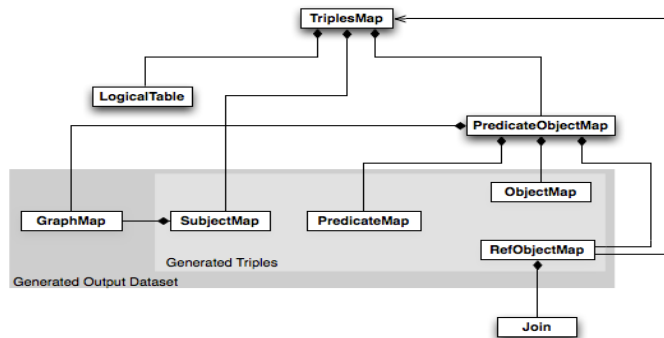 TriplesMap
LogicalTable
PredicateObjectMap
ObjectMap
GraphMap
SubjectMap
PredicateMap
RefObjectMap
Generated Triples
Generated Output Dataset
Join